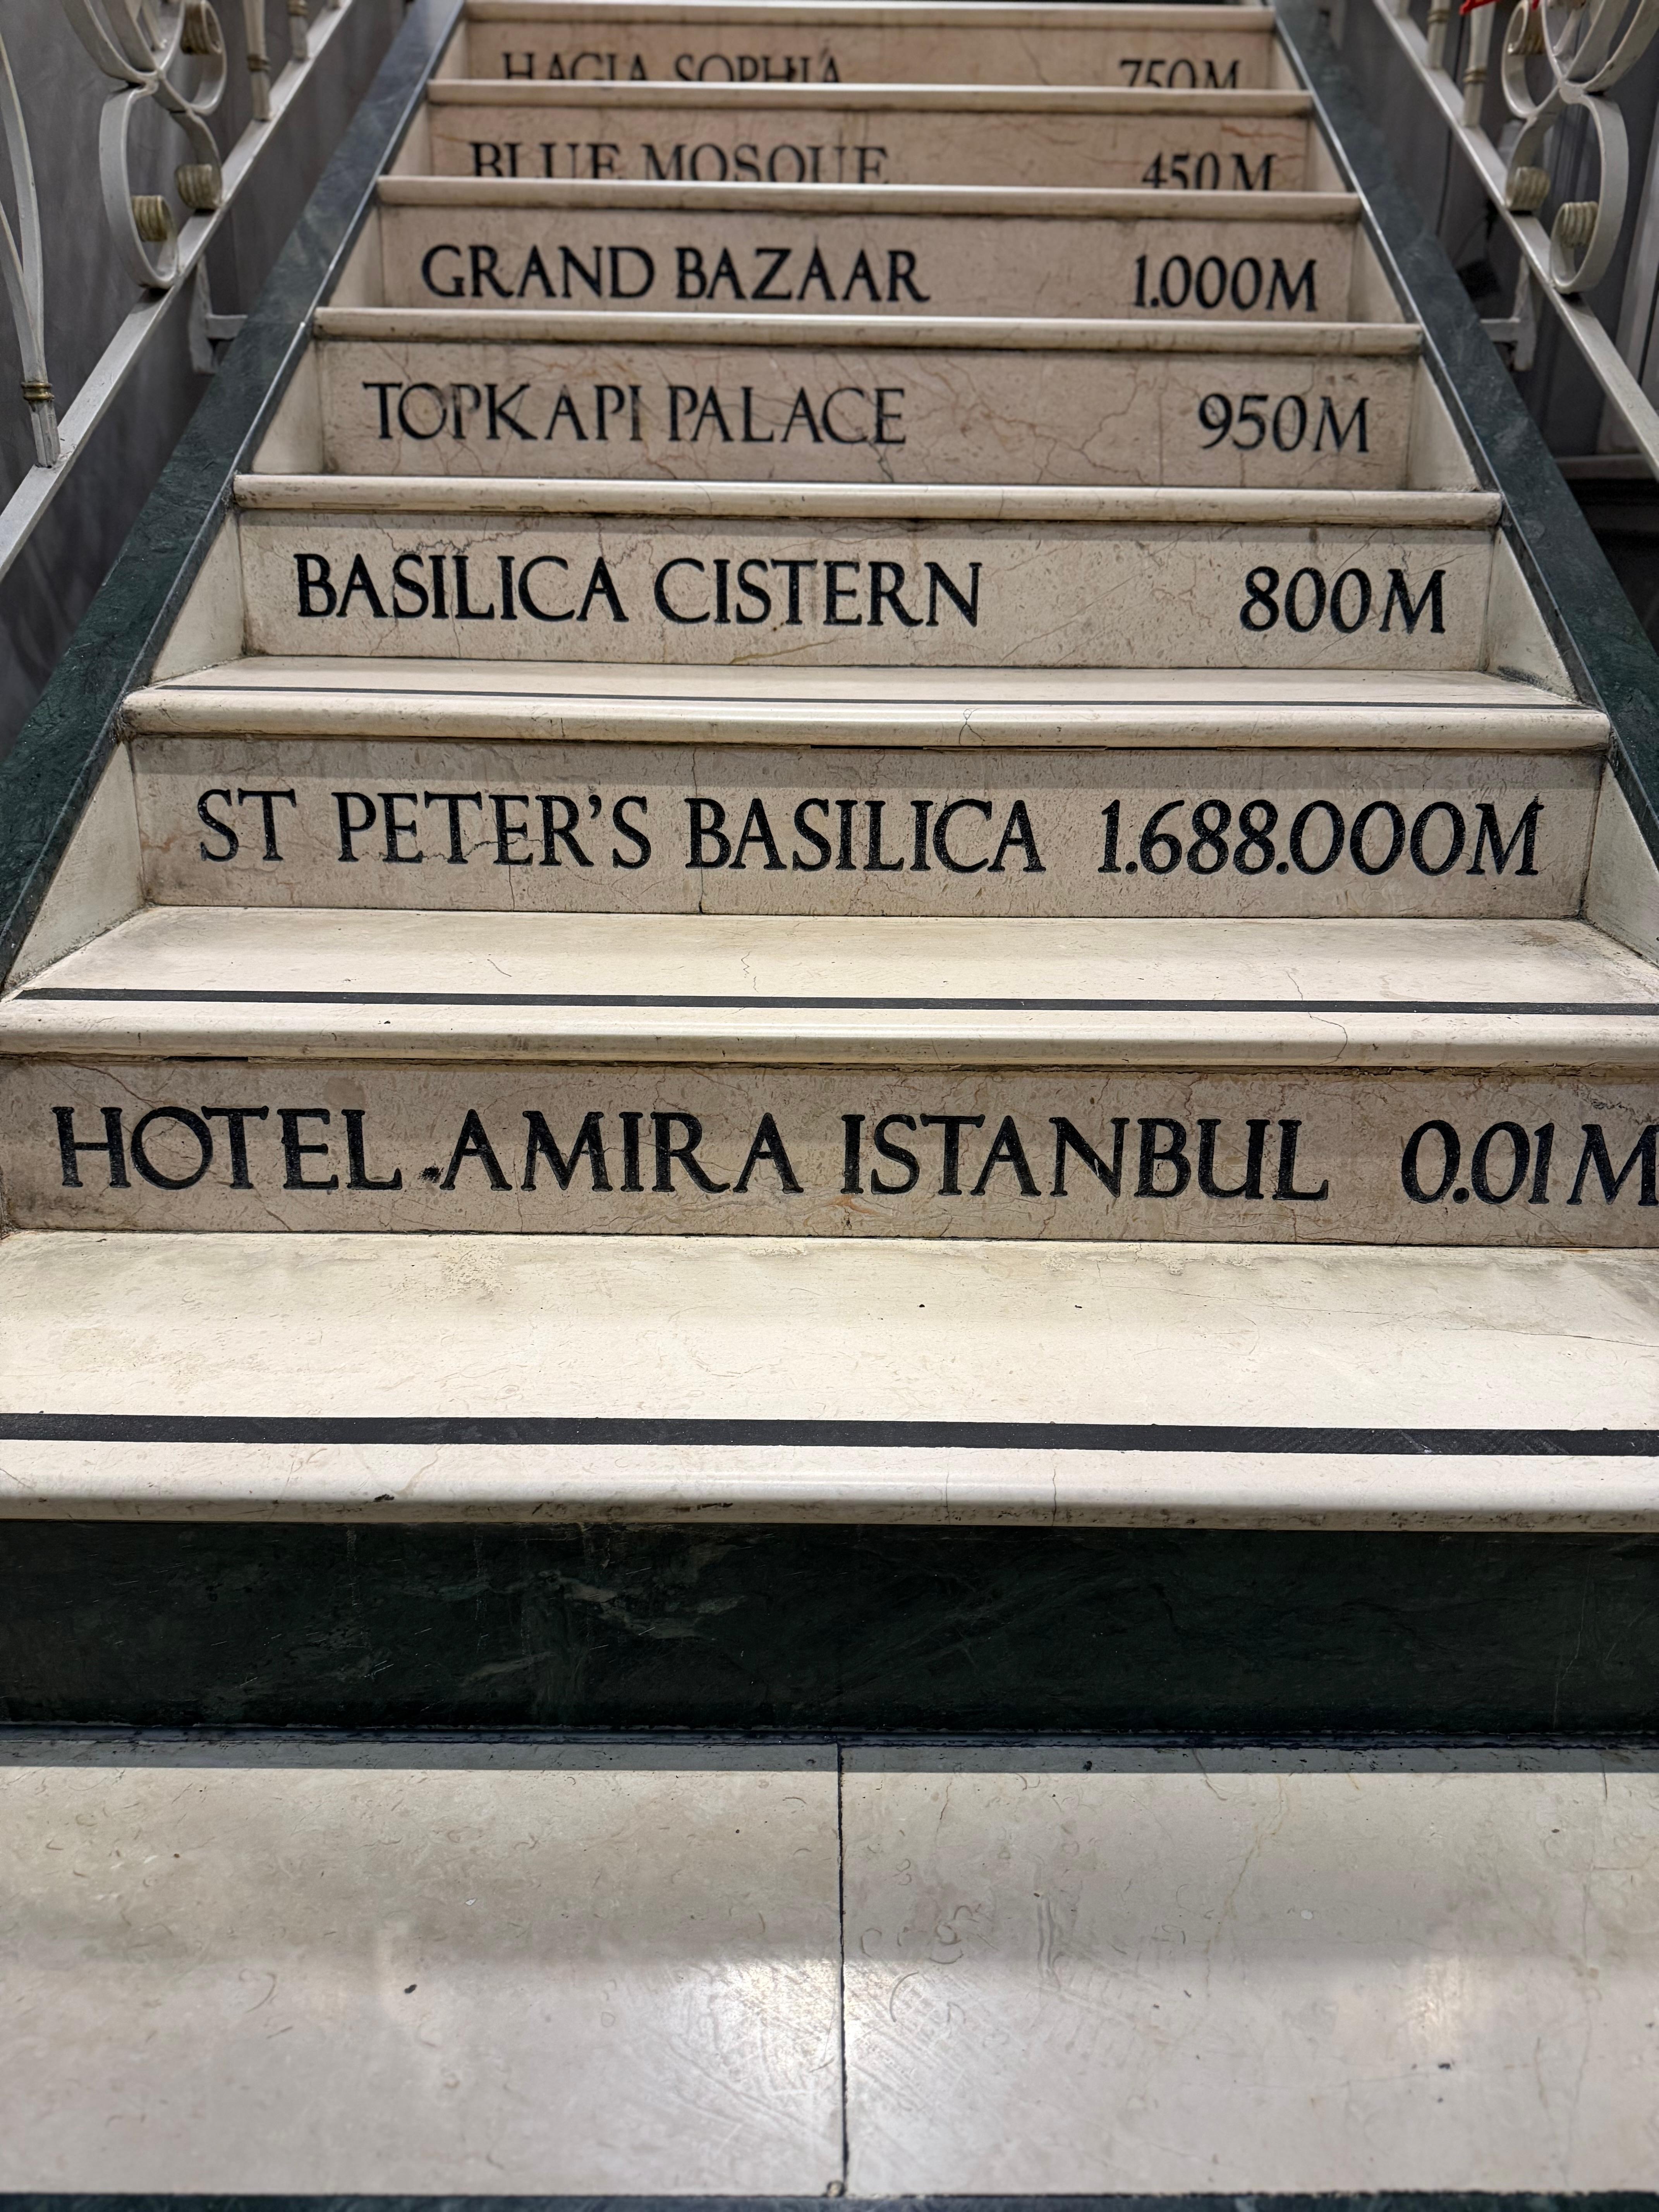 HAGIA SOPHIA 750M
BLUE MOSQUE 450M
GRAND BAZAAR 1.000M
TOPKAPI PALACE 950M
BASILICA CISTERN 800M
ST PETER'S BASILICA 1.688.000M
HOTEL AMIRA ISTANBUL 0.01M